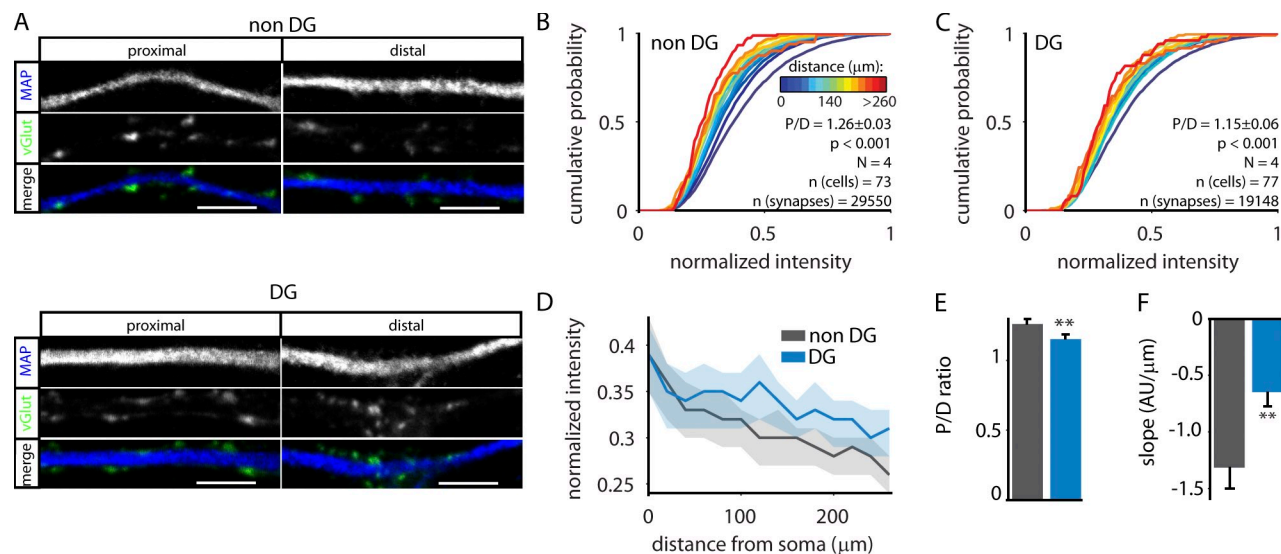 A
non DG
proximal distal
MAP
vGlut
merge
DG
proximal distal
MAP
vGlut
merge
B
non DG
distance (μm):
0 140 >260
P/D = 1.26±0.03
p < 0.001
N = 4
n (cells) = 73
n (synapses) = 29550
cumulative probability
1
0.5
0
0 0.5 1
normalized intensity
C
DG
P/D = 1.15±0.06
p < 0.001
N = 4
n (cells) = 77
n (synapses) = 19148
cumulative probability
1
0.5
0
0 0.5 1
normalized intensity
D
non DG
DG
normalized intensity
0.4
0.35
0.3
0.25
0 100 200
distance from soma (μm)
E
**
P/D ratio
1
0.5
0
F
0
-0.5
-1.0
-1.5
slope (AU/μm)
**